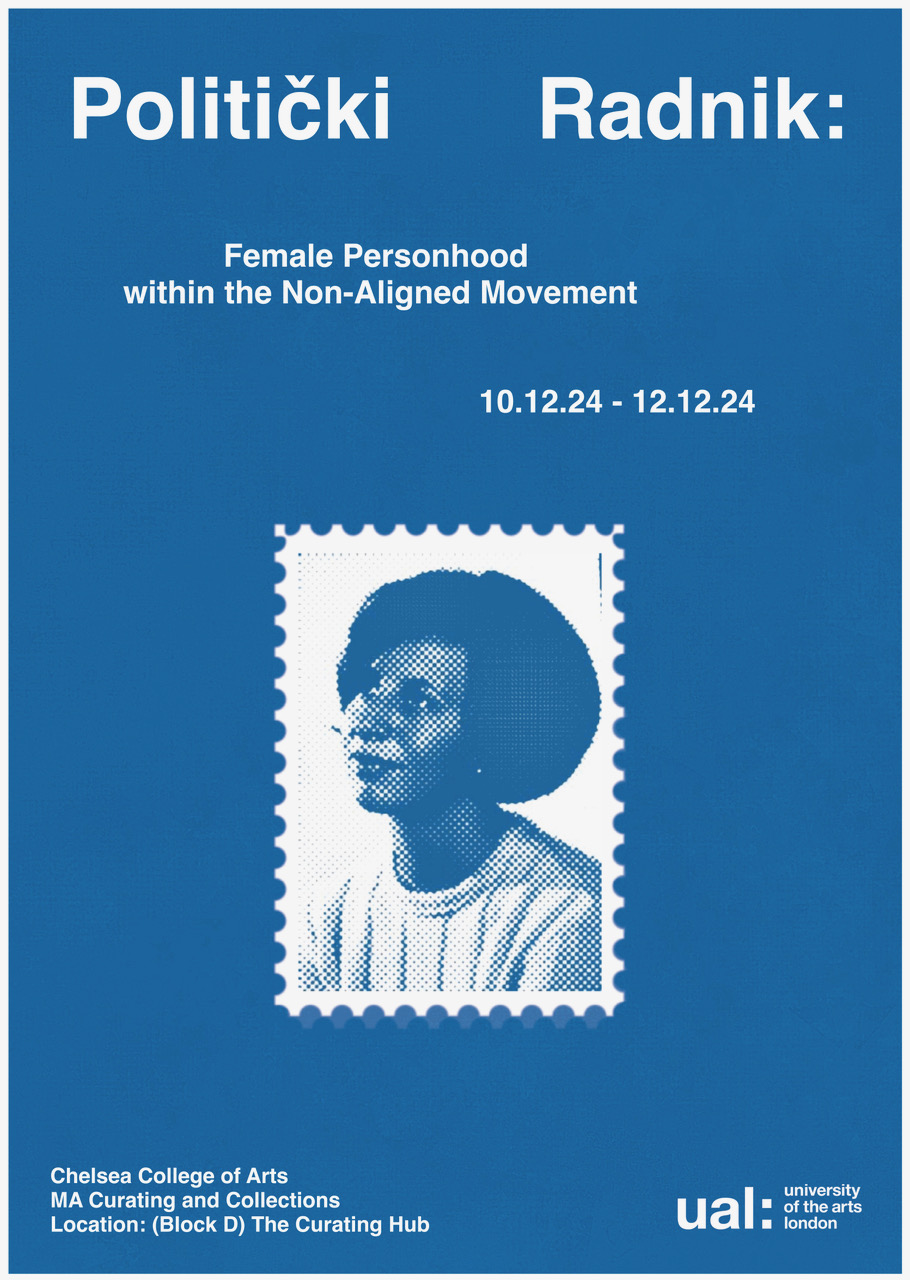 Politički Radnik:
Female Personhood
within the Non-Aligned Movement
10.12.24 - 12.12.24
Chelsea College of Arts
MA Curating and Collections
Location: (Block D) The Curating Hub
ual: university
of the arts
london